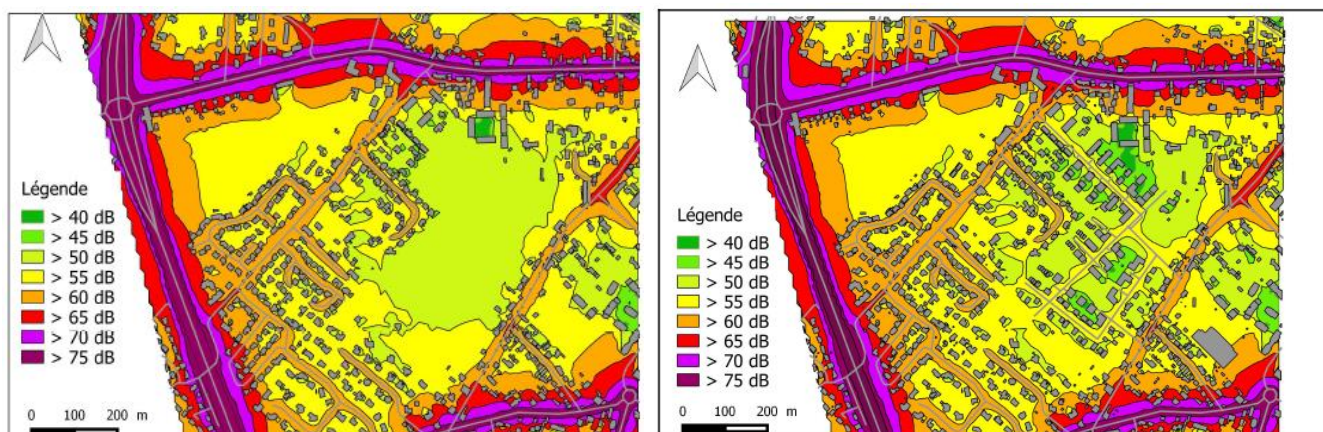 Légende
> 40 dB
> 45 dB
> 50 dB
> 55 dB
> 60 dB
> 65 dB
> 70 dB
> 75 dB
0 100 200 m
Légende
> 40 dB
> 45 dB
> 50 dB
> 55 dB
> 60 dB
> 65 dB
> 70 dB
> 75 dB
0 100 200 m